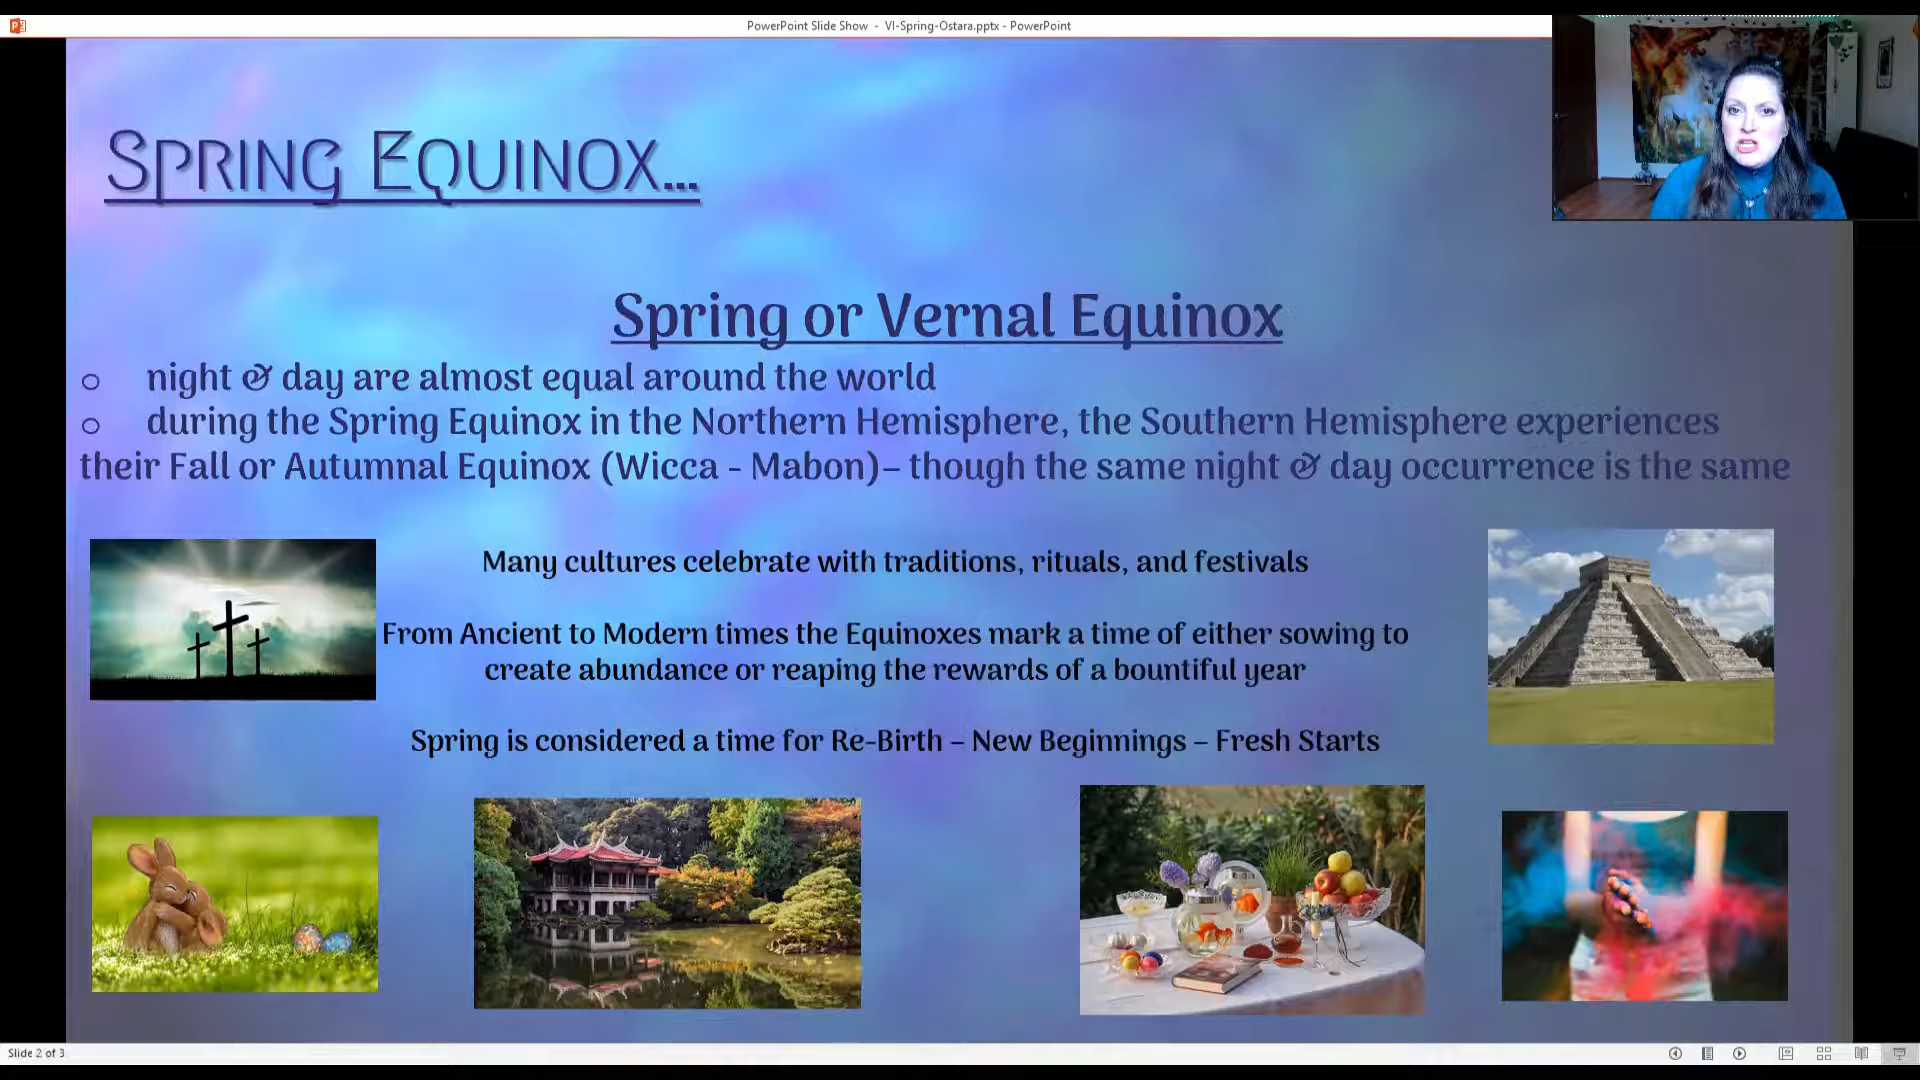 PowerPoint Slide Show - VI-Spring-Ostara.pptx - PowerPoint
Spring Equinox...
Spring or Vernal Equinox
o night & day are almost equal around the world
o during the Spring Equinox in the Northern Hemisphere, the Southern Hemisphere experiences
their Fall or Autumnal Equinox (Wicca - Mabon)– though the same night & day occurrence is the same
Many cultures celebrate with traditions, rituals, and festivals
From Ancient to Modern times the Equinoxes mark a time of either sowing to
create abundance or reaping the rewards of a bountiful year
Spring is considered a time for Re-Birth – New Beginnings – Fresh Starts
Slide 2 of 3